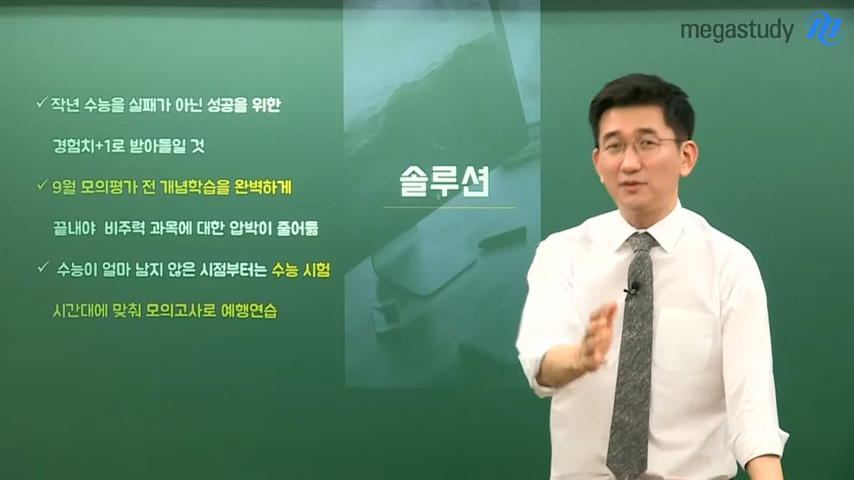 megastudy
✓작년 수능을 실패가 아닌 성공을 위한
경험치+1로 받아들일 것
✓9월 모의평가 전 개념학습을 완벽하게
끝내야 비주력 과목에 대한 압박이 줄어듦
✓ 수능이 얼마 남지 않은 시점부터는 수능 시험
시간대에 맞춰 모의고사로 예행연습
솔루션